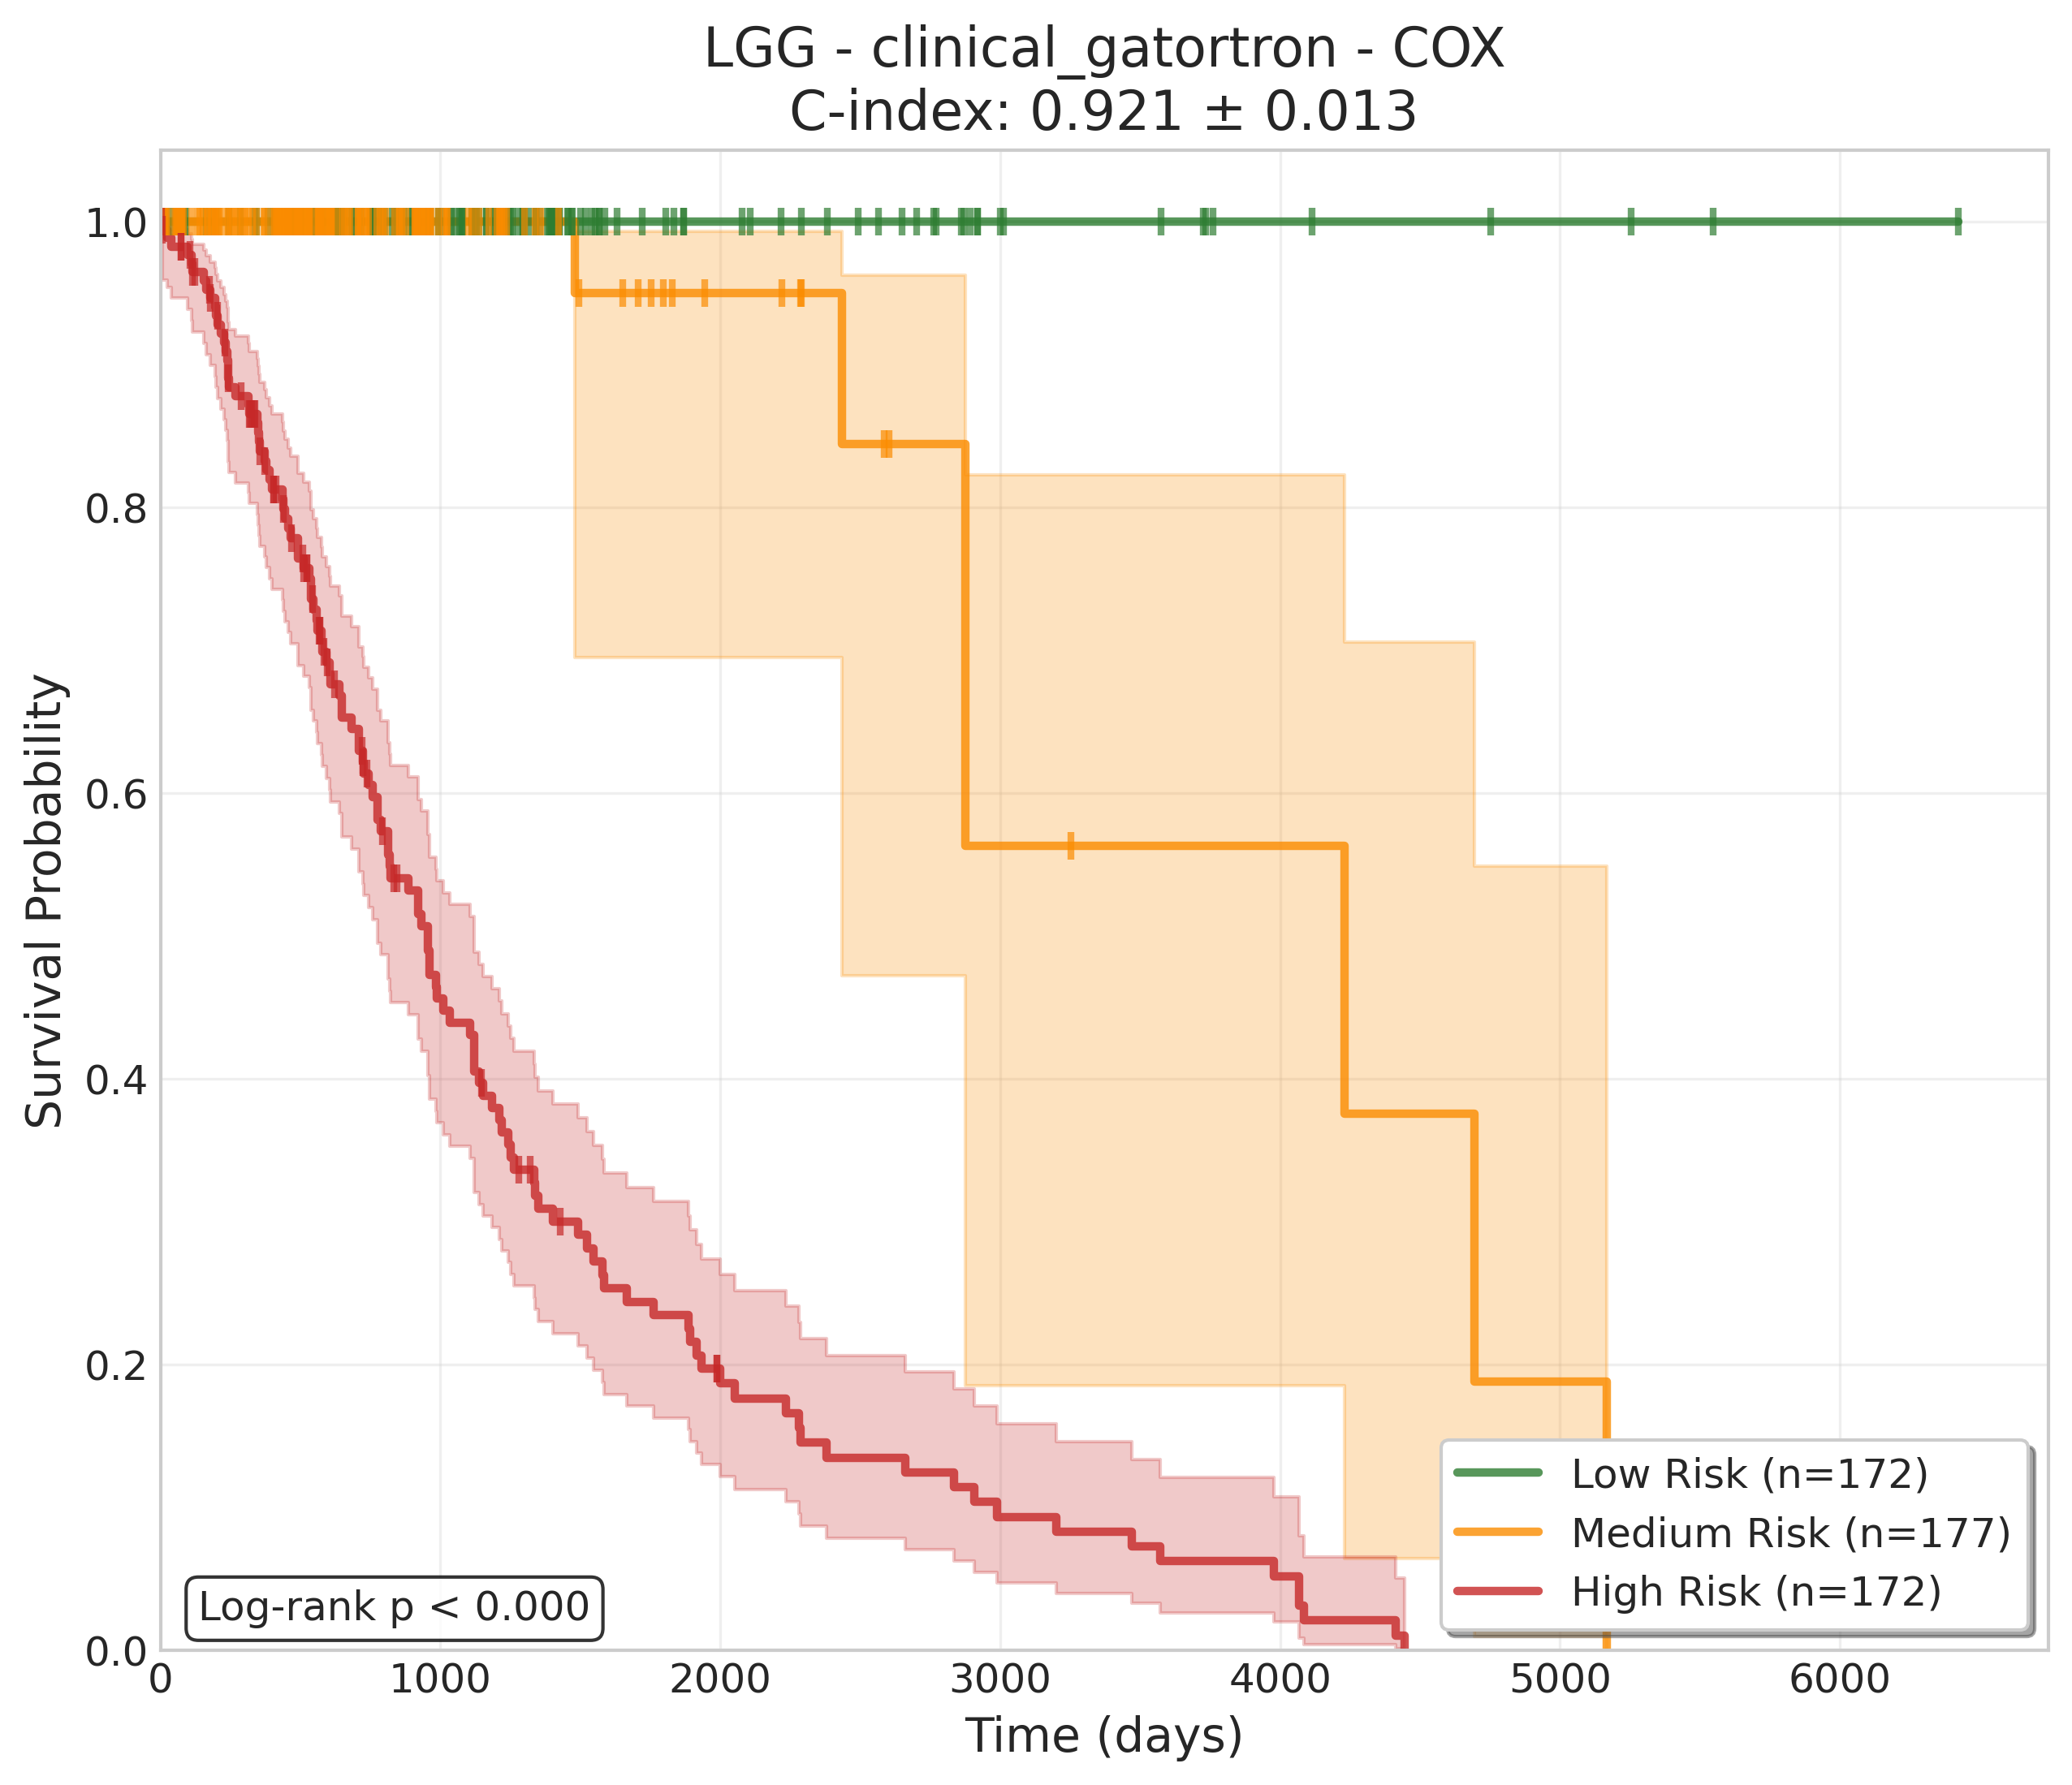 LGG - clinical_gatortron - COX
C-index: 0.921 ± 0.013
Survival Probability
1.0
0.8
0.6
0.4
0.2
0.0
0 1000 2000 3000 4000 5000 6000
Time (days)
Log-rank p < 0.000
Low Risk (n=172)
Medium Risk (n=177)
High Risk (n=172)